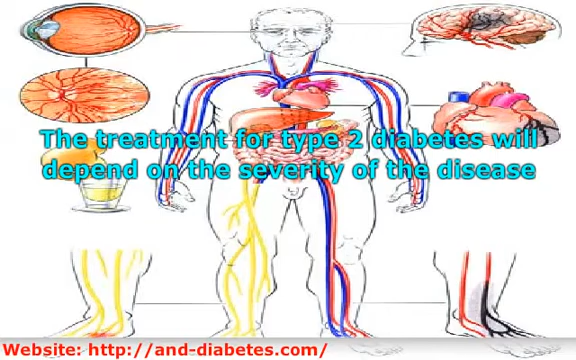 The treatment for type 2 diabetes will
depend on the severity of the disease
Website: http://and-diabetes.com/